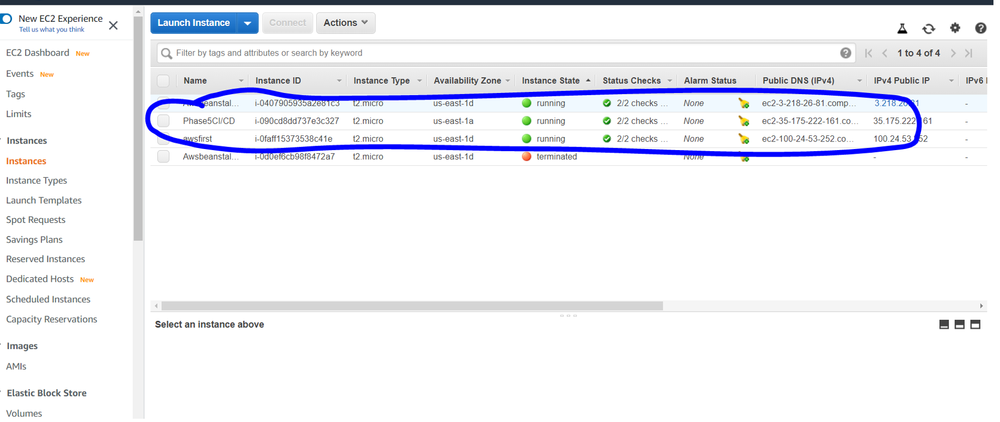 New EC2 Experience
Tell us what you think
EC2 Dashboard New
Events New
Tags
Limits
Instances
Instances
Instance Types
Launch Templates
Spot Requests
Savings Plans
Reserved Instances
Dedicated Hosts New
Scheduled Instances
Capacity Reservations
Images
AMIs
Elastic Block Store
Volumes
Launch Instance Connect Actions
Filter by tags and attributes or search by keyword 1 to 4 of 4
Name Instance ID Instance Type Availability Zone Instance State Status Checks Alarm Status Public DNS (IPv4) IPv4 Public IP IPv6
Awsbeanstal... i-0407905935a2e81c3 t2.micro us-east-1d running 2/2 checks ... None ec2-3-218-26-81.comp... 3.218.26.81 -
Phase5CI/CD i-090cd8dd737e3c327 t2.micro us-east-1a running 2/2 checks ... None ec2-35-175-222-161.co... 35.175.222.161 -
awsfirst i-0faff15373538c41e t2.micro us-east-1d running 2/2 checks ... None ec2-100-24-53-252.co... 100.24.53.252 -
Awsbeanstal... i-0d0ef6cb98f8472a7 t2.micro us-east-1d terminated None - -
Select an instance above